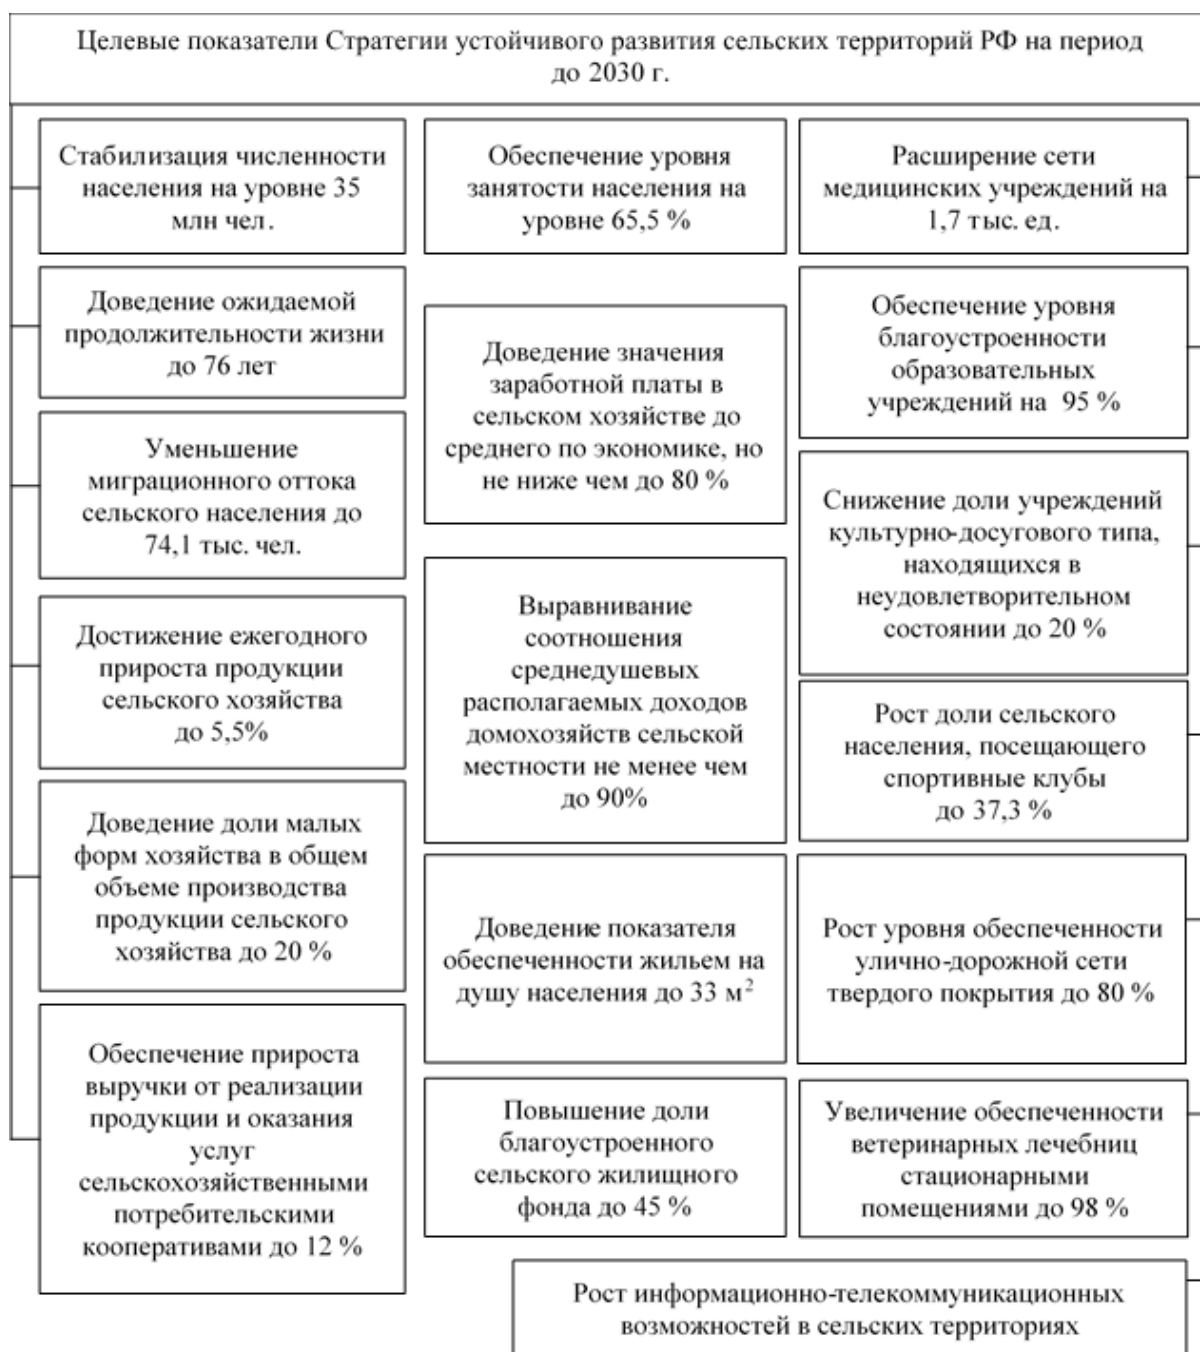 Целевые показатели Стратегии устойчивого развития сельских территорий РФ на период
до 2030 г.
Стабилизация численности
населения на уровне 35
млн чел.
Доведение ожидаемой
продолжительности жизни
до 76 лет
Уменьшение
миграционного оттока
сельского населения до
74,1 тыс. чел.
Достижение ежегодного
прироста продукции
сельского хозяйства
до 5,5%
Доведение доли малых
форм хозяйства в общем
объеме производства
продукции сельского
хозяйства до 20 %
Обеспечение прироста
выручки от реализации
продукции и оказания
услуг
сельскохозяйственными
потребительскими
кооперативами до 12 %
Обеспечение уровня
занятости населения на
уровне 65,5 %
Доведение значения
заработной платы в
сельском хозяйстве до
среднего по экономике, но
не ниже чем до 80 %
Выравнивание
соотношения
среднедушевых
располагаемых доходов
домохозяйств сельской
местности не менее чем
до 90%
Доведение показателя
обеспеченности жильем на
душу населения до 33 м²
Повышение доли
благоустроенного
сельского жилищного
фонда до 45 %
Расширение сети
медицинских учреждений на
1,7 тыс. ед.
Обеспечение уровня
благоустроенности
образовательных
учреждений на 95 %
Снижение доли учреждений
культурно-досугового типа,
находящихся в
неудовлетворительном
состоянии до 20 %
Рост доли сельского
населения, посещающего
спортивные клубы
до 37,3 %
Рост уровня обеспеченности
улично-дорожной сети
твердого покрытия до 80 %
Увеличение обеспеченности
ветеринарных лечебниц
стационарными
помещениями до 98 %
Рост информационно-телекоммуникационных
возможностей в сельских территориях